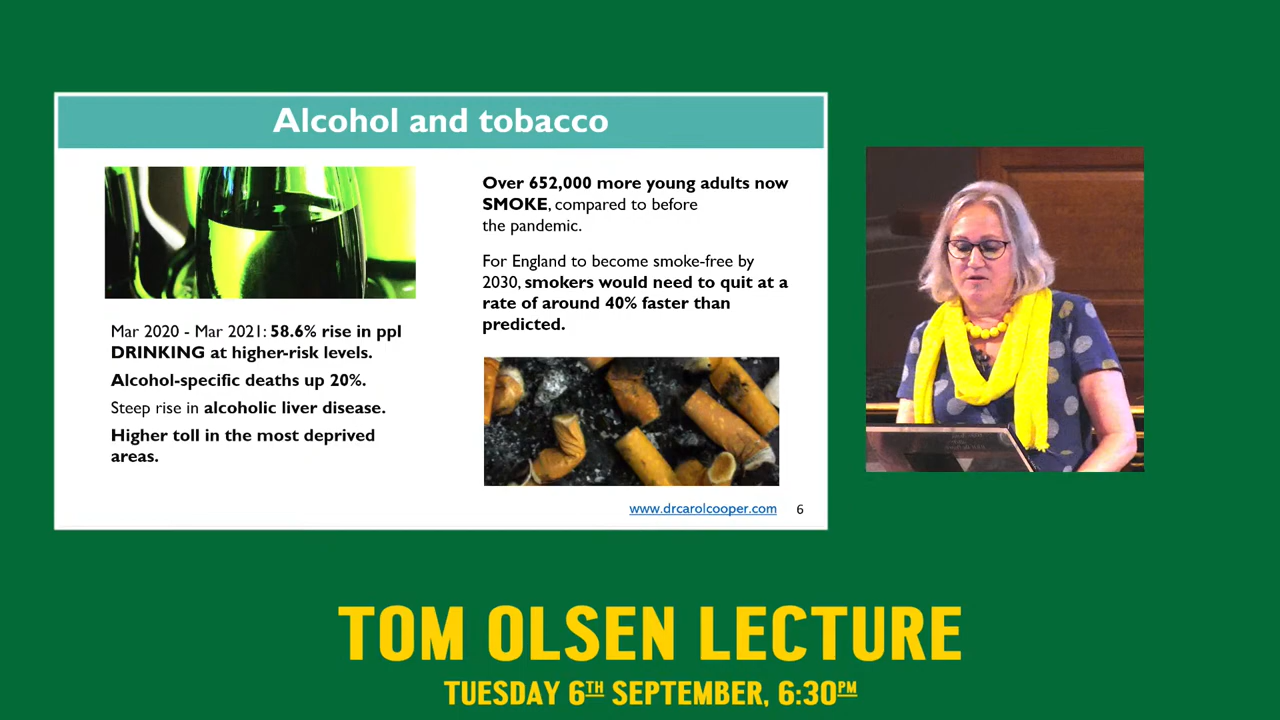 Alcohol and tobacco
Mar 2020 - Mar 2021: 58.6% rise in ppl
DRINKING at higher-risk levels.
Alcohol-specific deaths up 20%.
Steep rise in alcoholic liver disease.
Higher toll in the most deprived
areas.
Over 652,000 more young adults now
SMOKE, compared to before
the pandemic.
For England to become smoke-free by
2030, smokers would need to quit at a
rate of around 40% faster than
predicted.
www.drcarolcooper.com 6
TOM OLSEN LECTURE
TUESDAY 6TH SEPTEMBER, 6:30PM